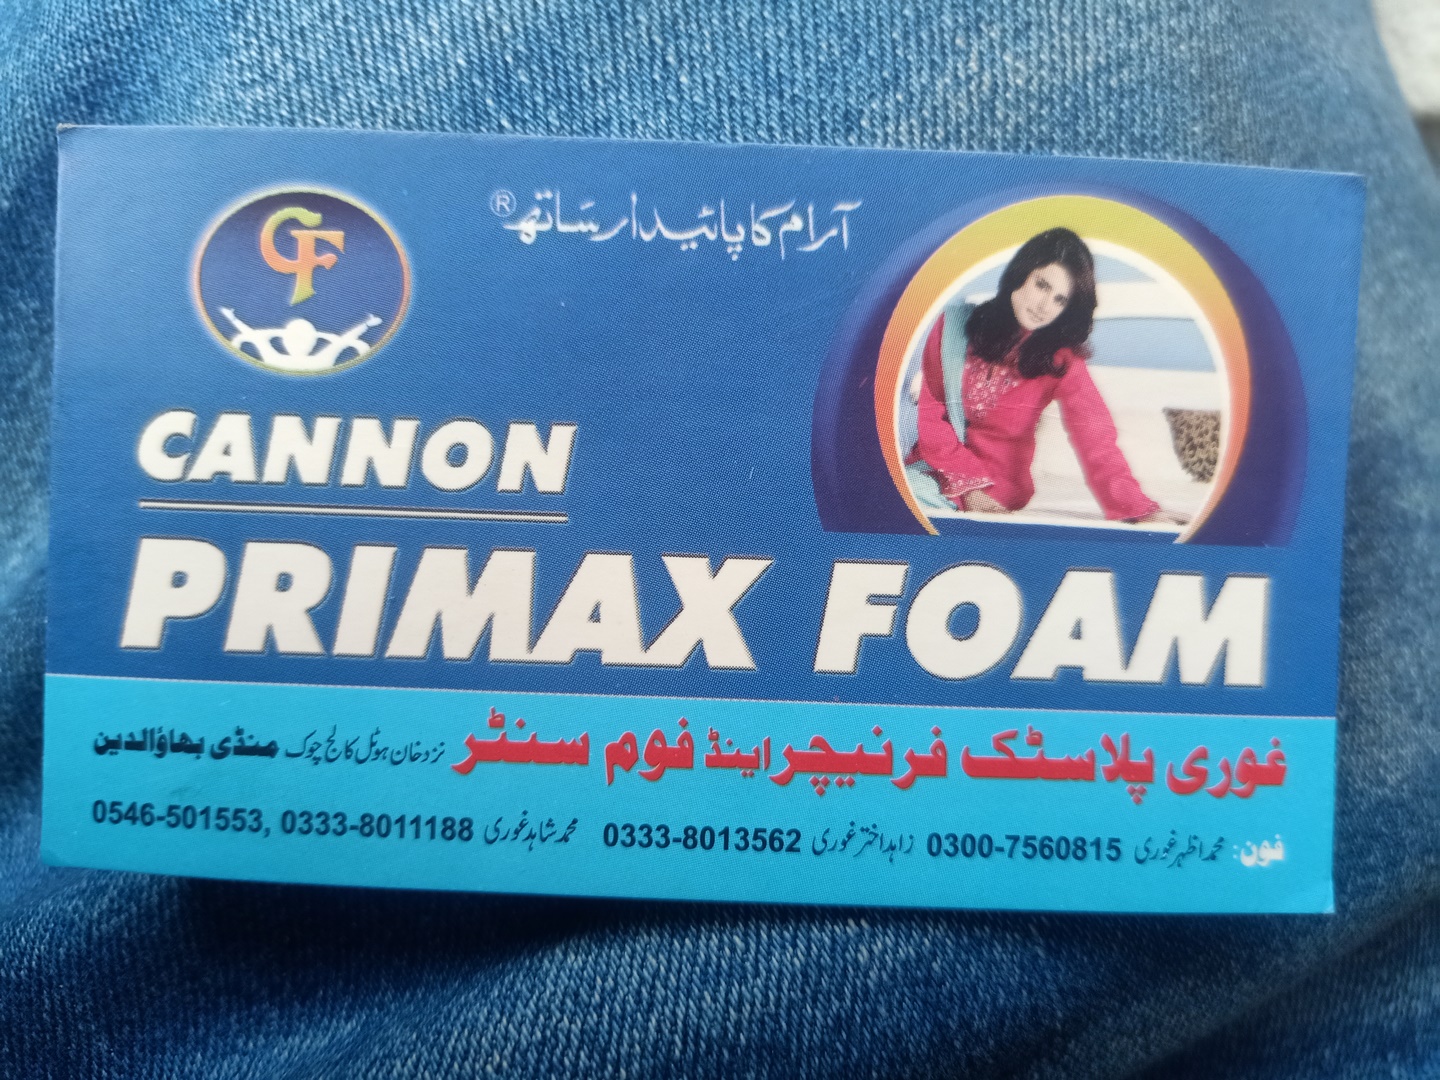 GF
آرام کا پائیدار ساتھ®
CANNON
PRIMAX FOAM
غوری پلاسٹک فرنیچر اینڈ فوم سنٹر نزد خان ہوٹل کالج چوک منڈی بہاؤالدین
فون: محمد اظہر غوری 0300-7560815 زاہد اختر غوری 0333-8013562 محمد شاہد غوری 0333-8011188 ,0546-501553